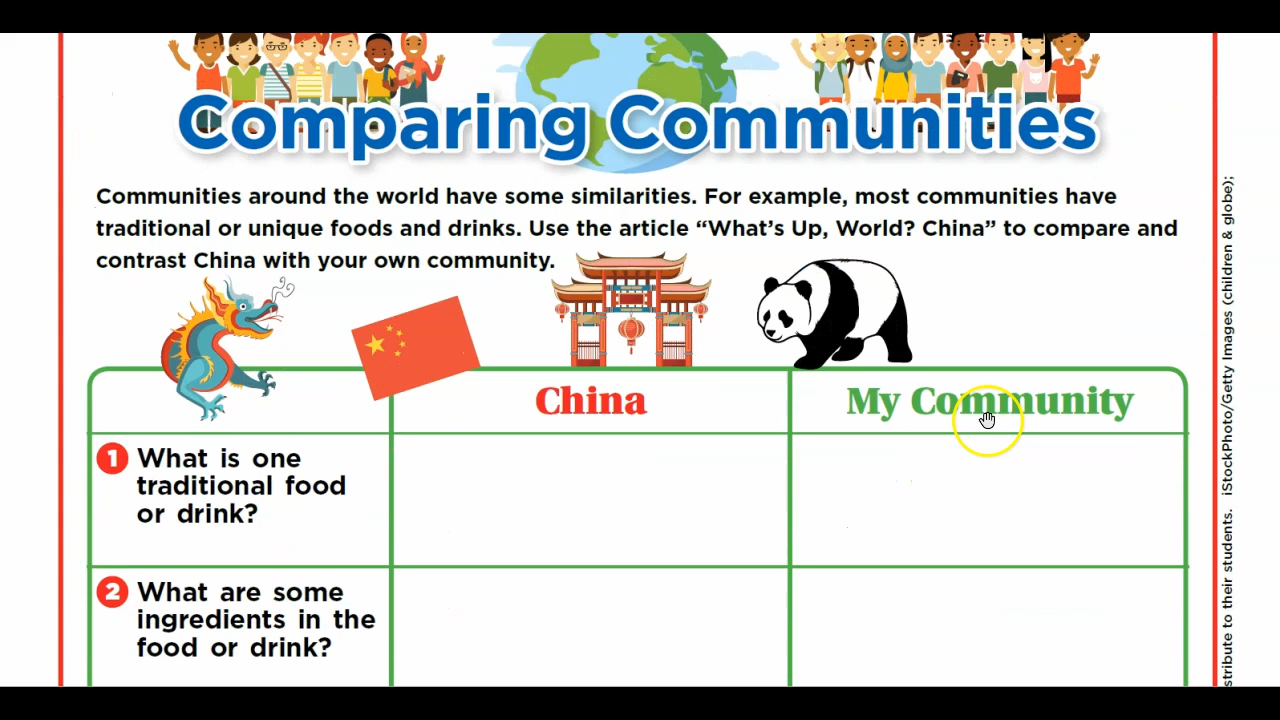 Comparing Communities
Communities around the world have some similarities. For example, most communities have
traditional or unique foods and drinks. Use the article “What’s Up, World? China” to compare and
contrast China with your own community.
China
My Community
1 What is one
traditional food
or drink?
2 What are some
ingredients in the
food or drink?
stribute to their students. iStockPhoto/Getty Images (children & globe);